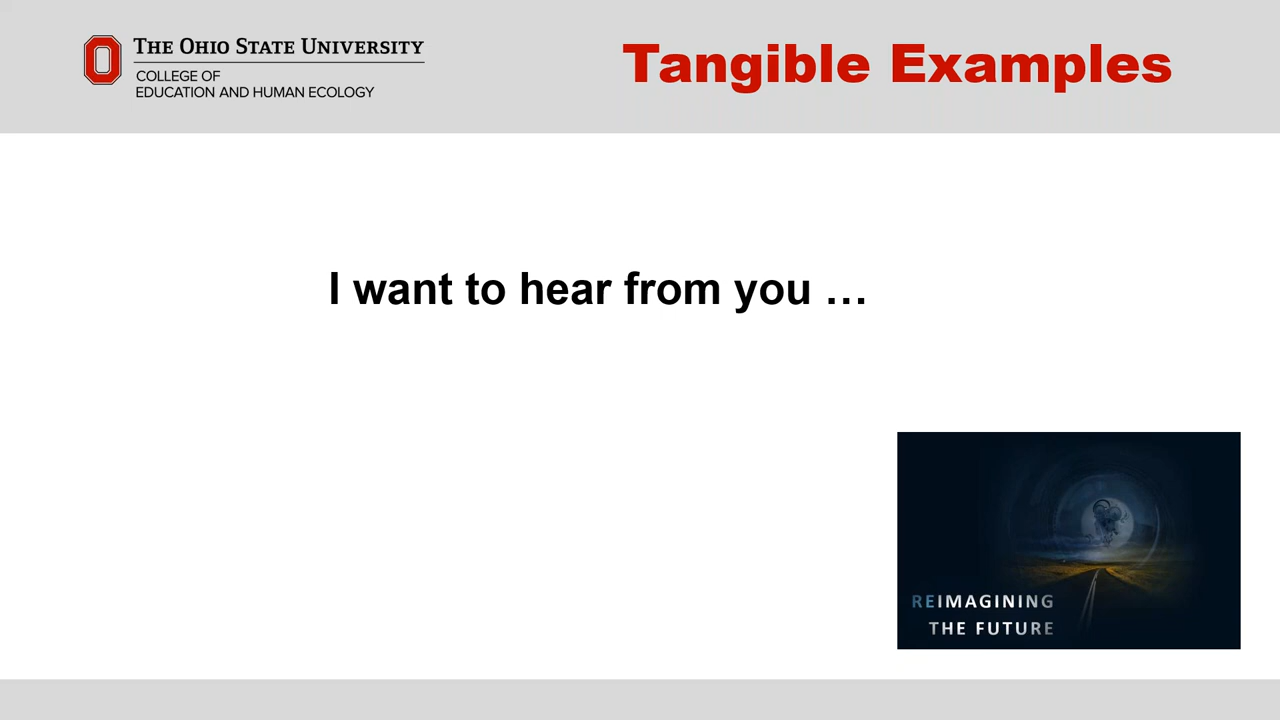 THE OHIO STATE UNIVERSITY
COLLEGE OF
EDUCATION AND HUMAN ECOLOGY
Tangible Examples
I want to hear from you …
REIMAGINING
THE FUTURE